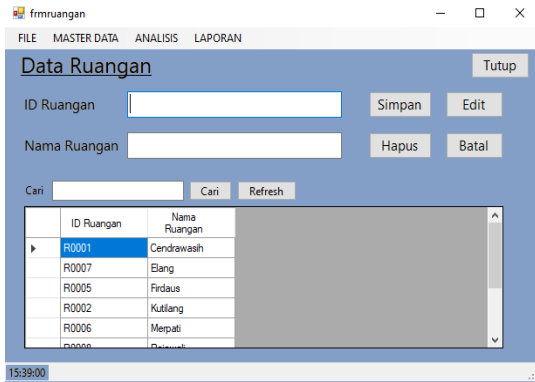 frmruangan
FILE MASTER DATA ANALISIS LAPORAN
Data Ruangan
Tutup
ID Ruangan
Simpan Edit
Nama Ruangan
Hapus Batal
Cari Cari Refresh
ID Ruangan Nama Ruangan
R0001 Cendrawasih
R0007 Elang
R0005 Firdaus
R0002 Kutilang
R0006 Merpati
15:39:00